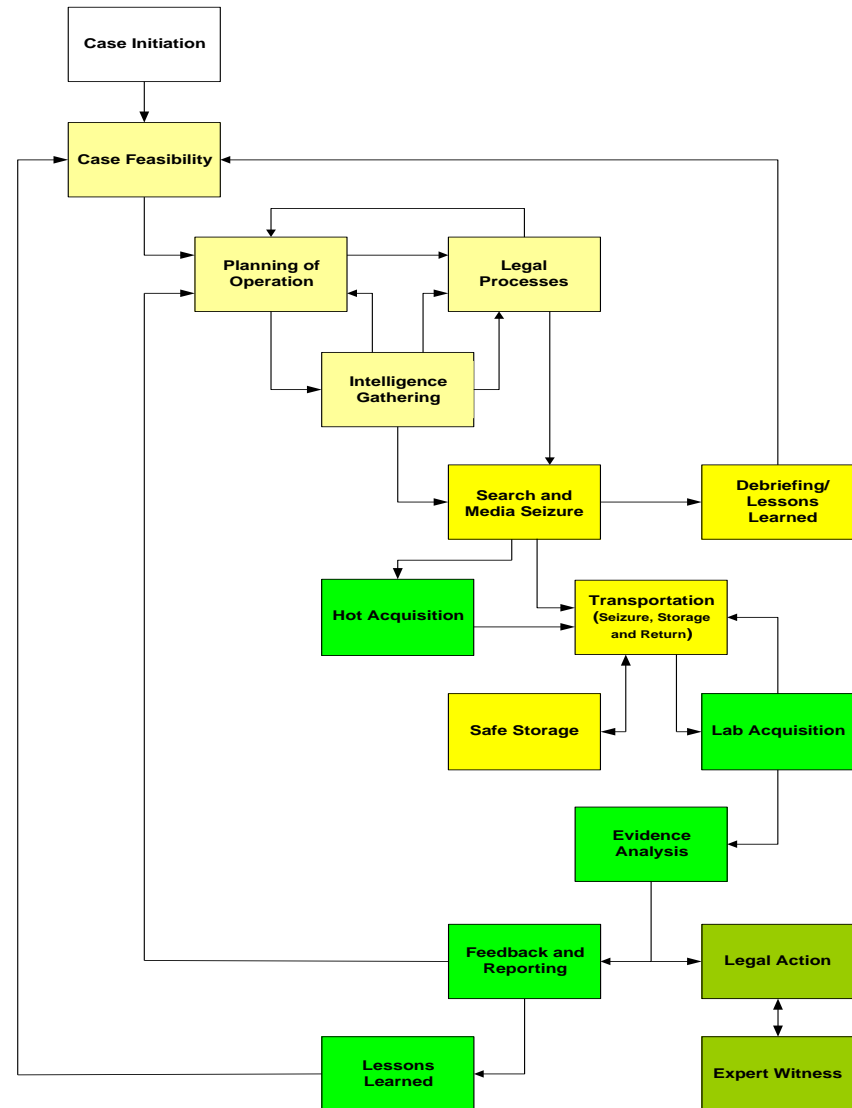 Case Initiation
Case Feasibility
Planning of
Operation
Legal
Processes
Intelligence
Gathering
Search and
Media Seizure
Debriefing/
Lessons
Learned
Hot Acquisition
Transportation
(Seizure, Storage
and Return)
Safe Storage
Lab Acquisition
Evidence
Analysis
Feedback and
Reporting
Legal Action
Lessons
Learned
Expert Witness